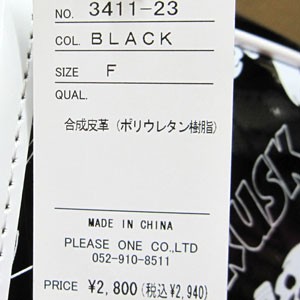 NO. 3411-23
COL. BLACK
SIZE F
QUAL.
合成皮革 (ポリウレタン樹脂)
MADE IN CHINA
PLEASE ONE CO.,LTD
052-910-8511
PRICE ¥2,800(税込¥2,940)
RUSK